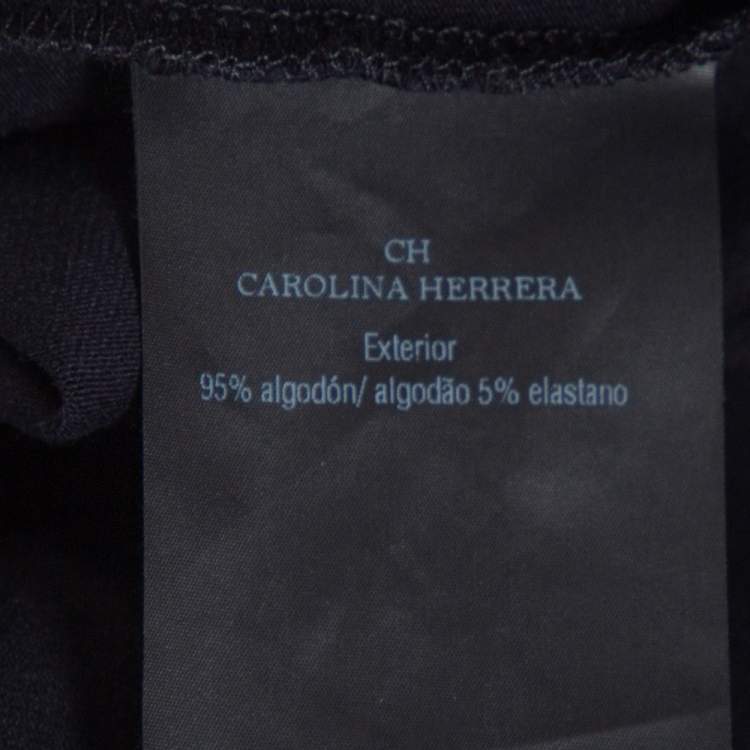 CH
CAROLINA HERRERA
Exterior
95% algodón/ algodão 5% elastano